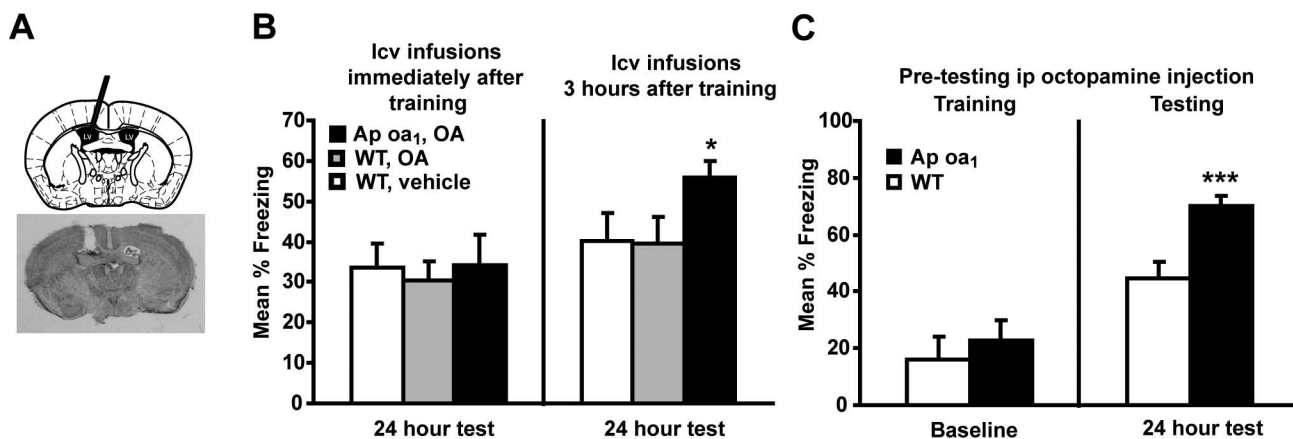 A
LV
LV
B
Icv infusions
immediately after
training
Icv infusions
3 hours after training
Mean % Freezing
70
60
50
40
30
20
10
0
Ap oa₁, OA
WT, OA
WT, vehicle
*
24 hour test
24 hour test
C
Pre-testing ip octopamine injection
Training
Testing
Mean % Freezing
100
80
60
40
20
0
Ap oa₁
WT
***
Baseline
24 hour test